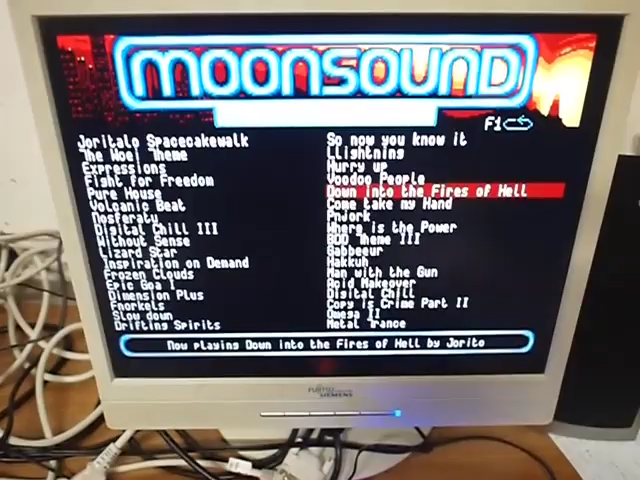 moonsound
F1
Joritalo Spacecakewalk
The Woei Theme
Expressions
Fight for Freedom
Pure House
Volcanic Beat
Nosferatu
Digital Chill III
Without Sense
Lizard Star
Inspiration on Demand
Frozen Clouds
Epic Goa I
Dimension Plus
Fnorkels
Slow down
Drifting Spirits
So now you know it
LLightning
Hurry up
Voodoo People
Down into the Fires of Hell
Come take my Hand
Pnjork
Where is the Power
Theme III
Gabbeeur
Hakkuh
Man with the Gun
Acid Makeover
Digital Chill
Copy is Crime Part II
Omega II
Metal Trance
Now playing Down into the Fires of Hell by Jorito
FUJITSU
SIEMENS